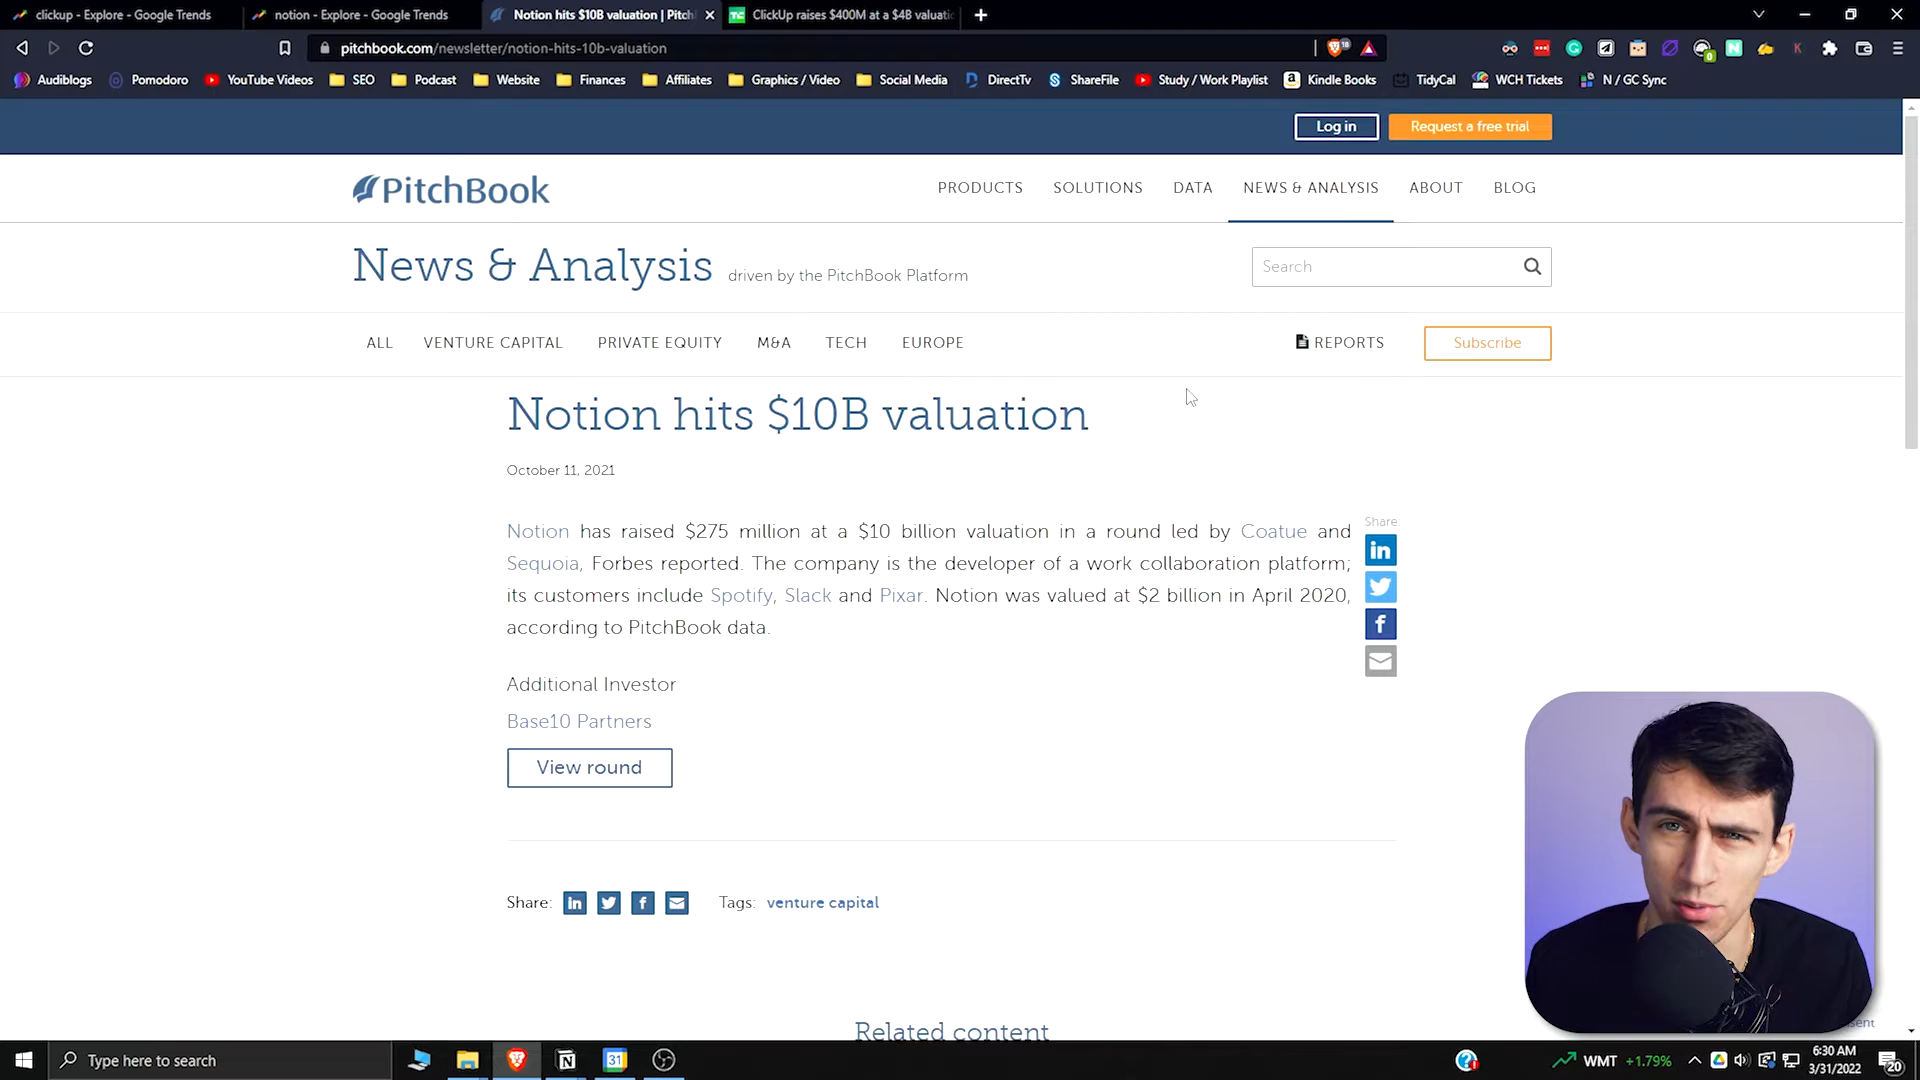 clickup - Explore - Google Trends
notion - Explore - Google Trends
Notion hits $10B valuation | Pitch
ClickUp raises $400M at a $4B valuati
pitchbook.com/newsletter/notion-hits-10b-valuation
Audiblogs
Pomodoro
YouTube Videos
SEO
Podcast
Website
Finances
Affiliates
Graphics / Video
Social Media
DirectTv
ShareFile
Study / Work Playlist
Kindle Books
TidyCal
WCH Tickets
N / GC Sync
Log in
Request a free trial
PitchBook
PRODUCTS SOLUTIONS DATA NEWS & ANALYSIS ABOUT BLOG
News & Analysis driven by the PitchBook Platform
Search
ALL VENTURE CAPITAL PRIVATE EQUITY M&A TECH EUROPE
REPORTS
Subscribe
Notion hits $10B valuation
October 11, 2021
Notion has raised $275 million at a $10 billion valuation in a round led by Coatue and
Sequoia, Forbes reported. The company is the developer of a work collaboration platform;
its customers include Spotify, Slack and Pixar. Notion was valued at $2 billion in April 2020,
according to PitchBook data.
Share:
Additional Investor
Base10 Partners
View round
Share:
Tags: venture capital
Related content
Type here to search
31
WMT +1.79%
6:30 AM
3/31/2022
20